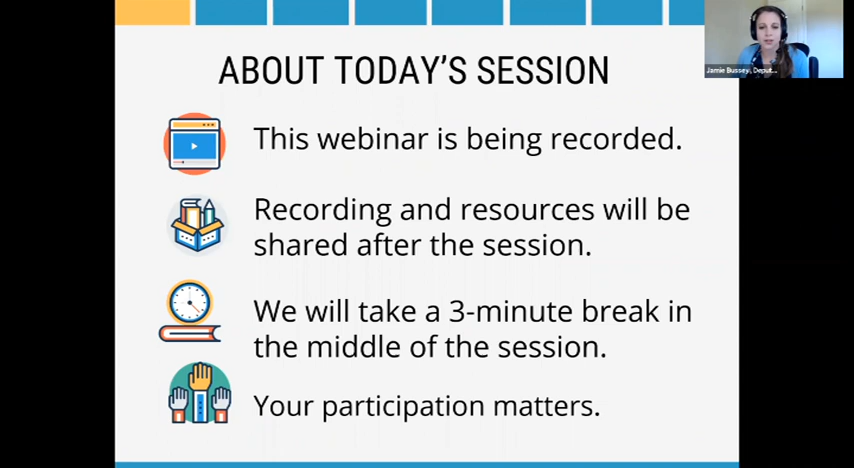 ABOUT TODAY'S SESSION
Jamie Bussey, Deput...
This webinar is being recorded.
Recording and resources will be
shared after the session.
We will take a 3-minute break in
the middle of the session.
Your participation matters.